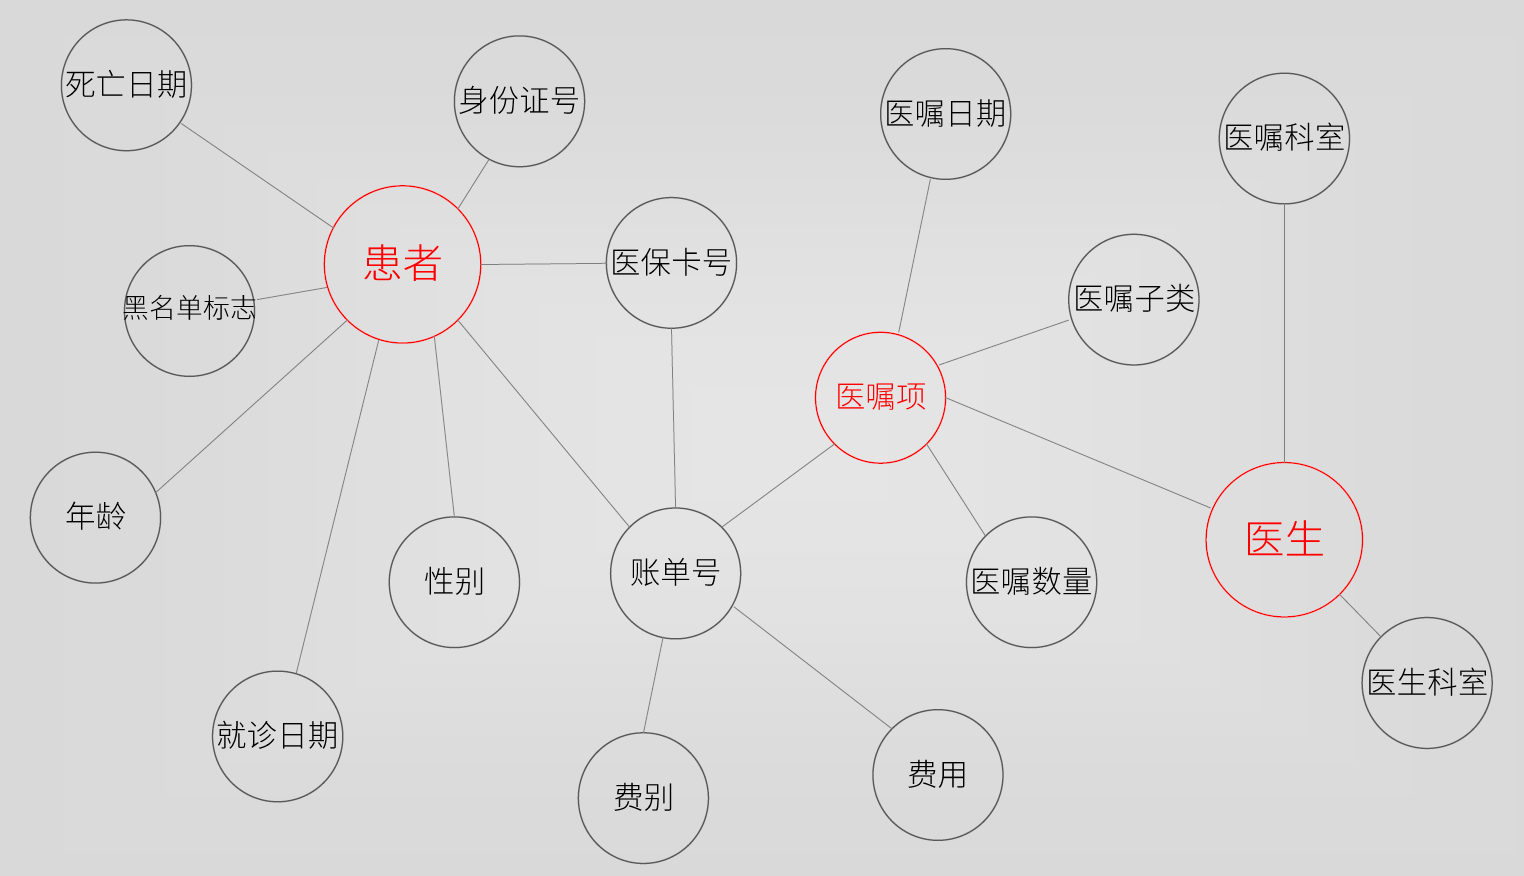 死亡日期
身份证号
医嘱日期
医嘱科室
患者
医保卡号
黑名单标志
医嘱子类
医嘱项
年龄
性别
账单号
医嘱数量
医生
医生科室
就诊日期
费别
费用